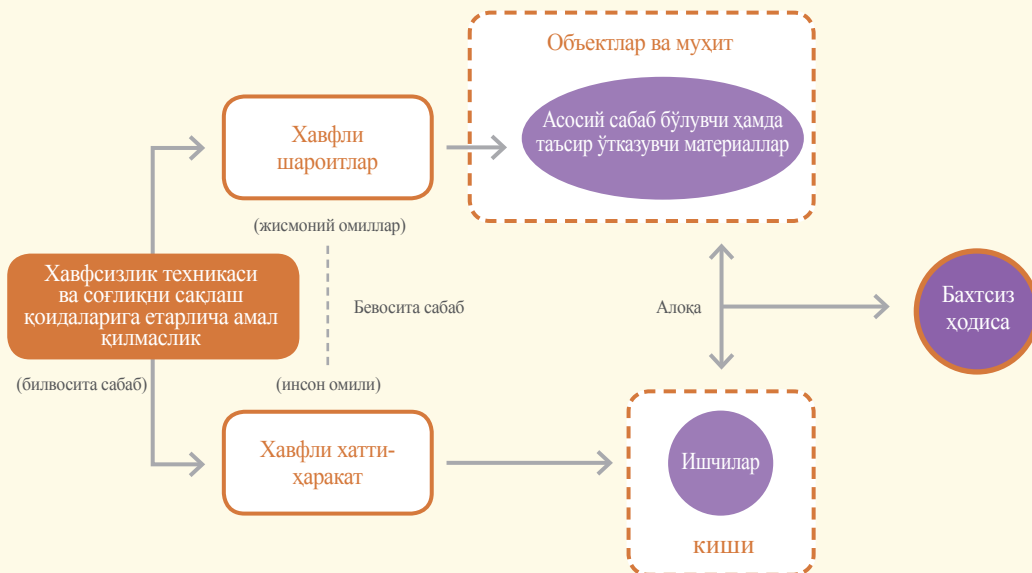 Объектлар ва муҳит
Асосий сабаб бўлувчи ҳамда
таъсир ўтказувчи материаллар
Хавфли
шароитлар
(жисмоний омиллар)
Хавфсизлик техникаси
ва соғлиқни сақлаш
қоидаларига етарлича амал
қилмаслик
(билвосита сабаб)
Бевосита сабаб
Алоқа
Бахтсиз
ҳодиса
(инсон омили)
Хавфли хатти-
ҳаракат
Ишчилар
киши